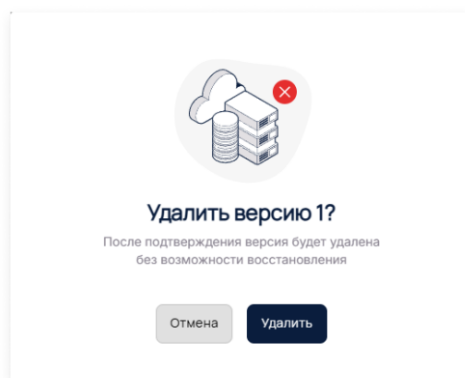 Удалить версию 1?
После подтверждения версия будет удалена
без возможности восстановления
Отмена
Удалить